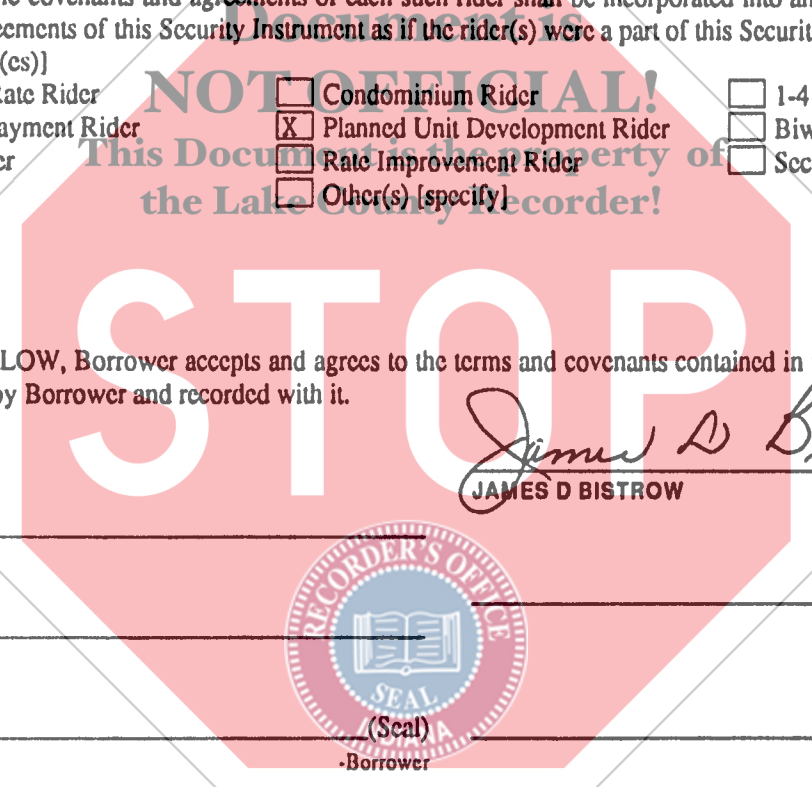 covenants and agreements of each such rider shall be incorporated into
Document is
ements of this Security Instrument as if the rider(s) were a part of this Securit
(es)]
NOT OFFICIAL!
Rate Rider Condominium Rider 1-4
ayment Rider X Planned Unit Development Rider Biw
This Document is the property of
er Rate Improvement Rider Sec
the Lake County Recorder!
Other(s) [specify]
STOP
LOW, Borrower accepts and agrees to the terms and covenants contained in
by Borrower and recorded with it.
James D B
JAMES D BISTROW
RECORDER'S OFFICE
SEAL
INDIANA
(Seal)
-Borrower